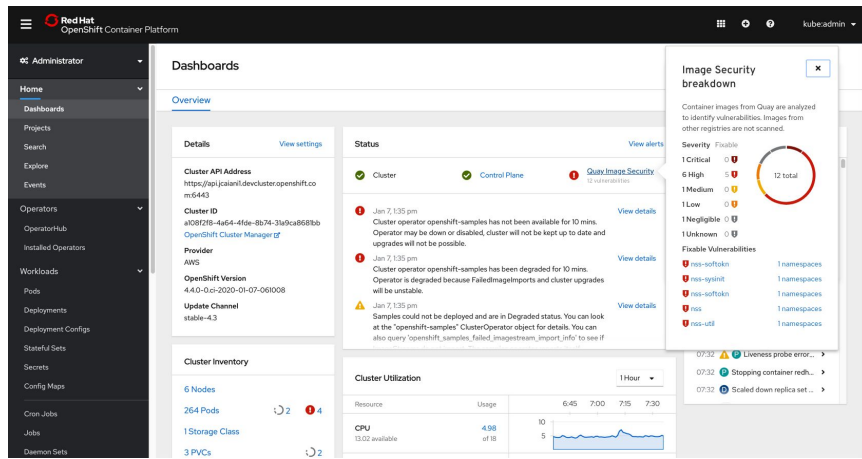 Red Hat
OpenShift Container Platform
kube:admin
Administrator
Home
Dashboards
Projects
Search
Explore
Events
Operators
OperatorHub
Installed Operators
Workloads
Pods
Deployments
Deployment Configs
Stateful Sets
Secrets
Config Maps
Cron Jobs
Jobs
Daemon Sets
Dashboards
Overview
Details View settings
Cluster API Address
https://api.jcaianil.devcluster.openshift.co
m:6443
Cluster ID
a108f2f8-4a64-4fde-8b74-31a9ca8681bb
OpenShift Cluster Manager
Provider
AWS
OpenShift Version
4.4.0-0.ci-2020-01-07-061008
Update Channel
stable-4.3
Cluster Inventory
6 Nodes
264 Pods 2 4
1 Storage Class
3 PVCs 2
Status View alerts
Cluster Control Plane Quay Image Security
12 vulnerabilities
Jan 7, 1:35 pm View details
Cluster operator openshift-samples has not been available for 10 mins.
Operator may be down or disabled, cluster will not be kept up to date and
upgrades will not be possible.
Jan 7, 1:35 pm View details
Cluster operator openshift-samples has been degraded for 10 mins.
Operator is degraded because FailedImageImports and cluster upgrades
will be unstable.
Jan 7, 1:35 pm View details
Samples could not be deployed and are in Degraded status. You can look
at the "openshift-samples" ClusterOperator object for details. You can
also query 'openshift_samples_failed_imagestream_import_info' to see if
Cluster Utilization 1 Hour
Resource Usage 6:45 7:00 7:15 7:30
CPU 4.98
13.02 available of 18
10
5
Image Security
breakdown
Container images from Quay are analyzed
to identify vulnerabilities. Images from
other registries are not scanned.
Severity Fixable
1 Critical 0
6 High 5
1 Medium 0
1 Low 0
1 Negligible 0
1 Unknown 0
12 total
Fixable Vulnerabilities
nss-softokn 1 namespaces
nss-sysinit 1 namespaces
nss-softokn 1 namespaces
nss 1 namespaces
nss-util 1 namespaces
07:32 P Liveness probe error...
07:32 P Stopping container redh...
07:32 D Scaled down replica set ...